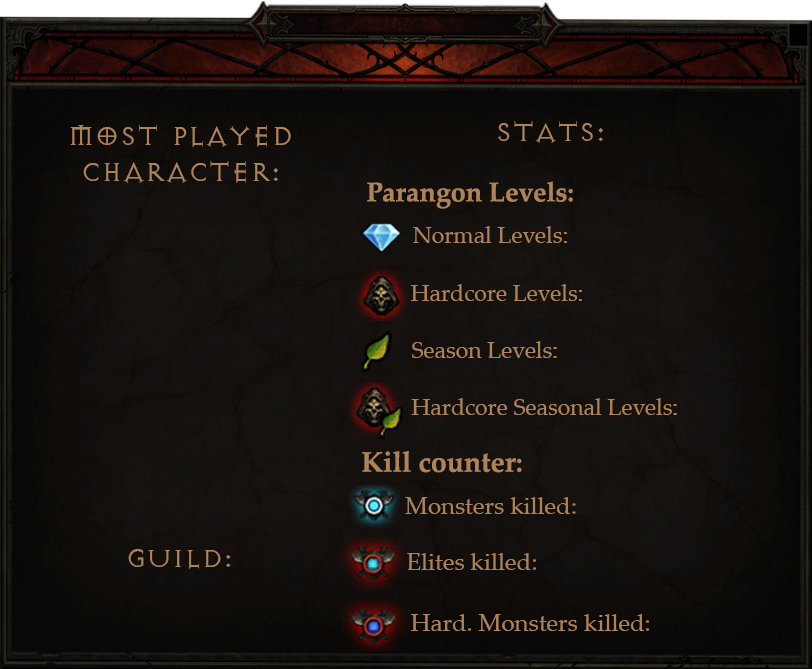 MOST PLAYED
CHARACTER:
GUILD:
STATS:
Parangon Levels:
Normal Levels:
Hardcore Levels:
Season Levels:
Hardcore Seasonal Levels:
Kill counter:
Monsters killed:
Elites killed:
Hard. Monsters killed: